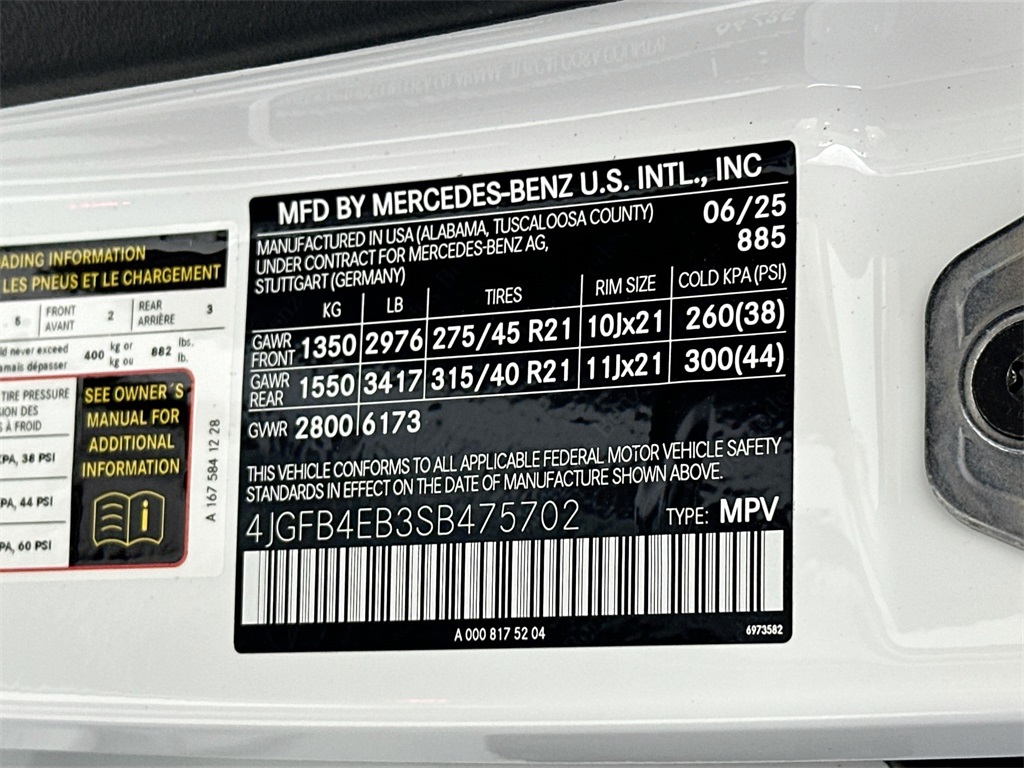 MFD BY MERCEDES-BENZ U.S. INTL., INC
MANUFACTURED IN USA (ALABAMA, TUSCALOOSA COUNTY)
UNDER CONTRACT FOR MERCEDES-BENZ AG,
STUTTGART (GERMANY)
06/25
885
KG LB TIRES RIM SIZE COLD KPA (PSI)
GAWR FRONT 1350 2976 275/45 R21 10Jx21 260(38)
GAWR REAR 1550 3417 315/40 R21 11Jx21 300(44)
GVWR 2800 6173
THIS VEHICLE CONFORMS TO ALL APPLICABLE FEDERAL MOTOR VEHICLE SAFETY
STANDARDS IN EFFECT ON THE DATE OF MANUFACTURE SHOWN ABOVE.
4JGFB4EB3SB475702 TYPE: MPV
A 000 817 52 04
6973582
INFORMATION
LES PNEUS ET LE CHARGEMENT
5 FRONT AVANT 2 REAR ARRIÈRE 3
never exceed
dépasser
400 kg or kg ou 882 lbs. lb.
TIRE PRESSURE
DES
À FROID
38 PSI
44 PSI
60 PSI
SEE OWNER´S
MANUAL FOR
ADDITIONAL
INFORMATION
i
A 167 584 12 28